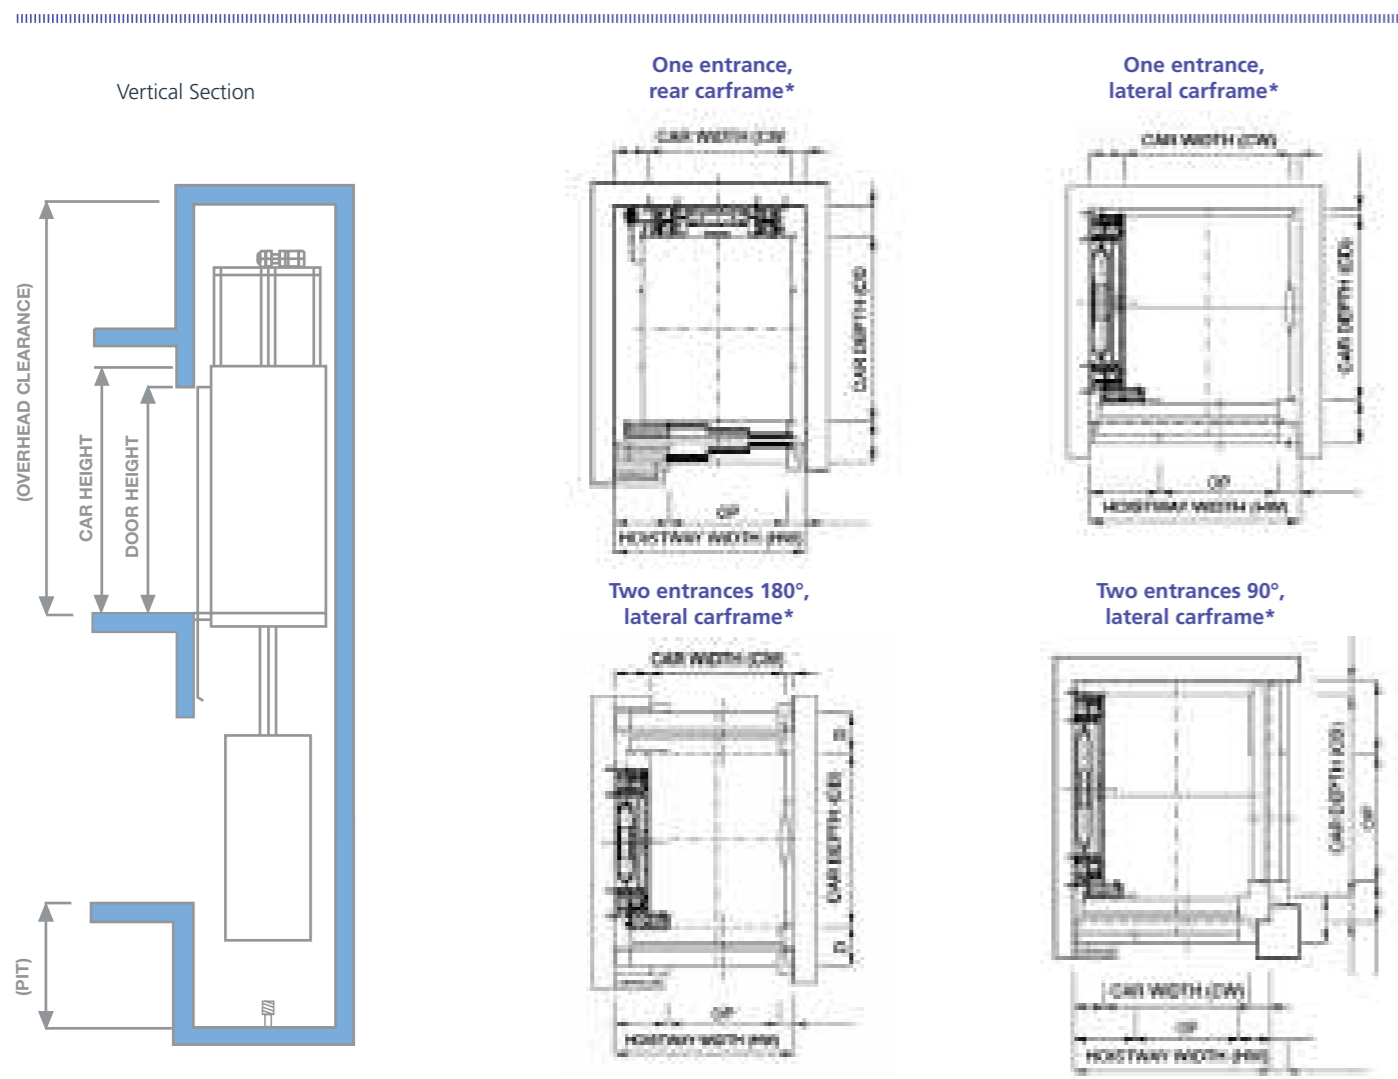 Vertical Section
(OVERHEAD CLEARANCE)
CAR HEIGHT
DOOR HEIGHT
(PIT)
One entrance,
rear carframe*
CAR WIDTH (CW)
CAR DEPTH (CD)
OP
HOISTWAY WIDTH (HW)
One entrance,
lateral carframe*
CAR WIDTH (CW)
CAR DEPTH (CD)
OP
HOISTWAY WIDTH (HW)
Two entrances 180°,
lateral carframe*
CAR WIDTH (CW)
D
CAR DEPTH (CD)
D
OP
HOISTWAY WIDTH (HW)
Two entrances 90°,
lateral carframe*
CAR DEPTH (CD)
OP
CAR WIDTH (CW)
OP
HOISTWAY WIDTH (HW)